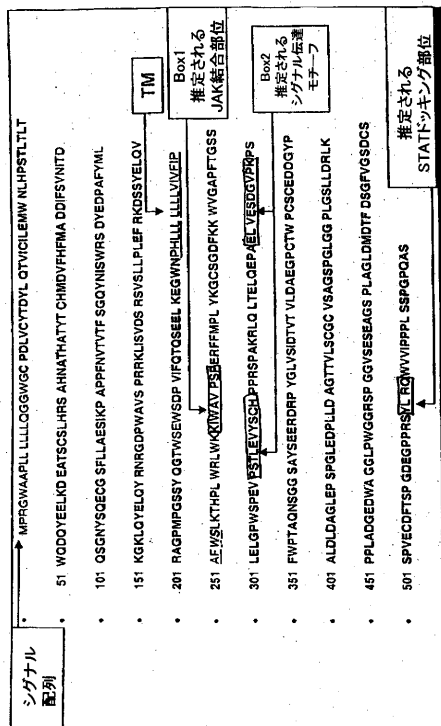 シグナル
配列
MPRGWAAPLL LLLLQGGWGC PDLVCYTDYL QTVICILEMW NLHPSTLTLT
51 WQDQYEELKD EATSCSLHRS AHNATHATYT CHMDVFHFMA DDIFSVNITD
101 QSGNYSQECG SFLLAESIKP APPFNVTVTF SGQYNISWRS DYEDPAFYML
151 KGKLQYELQY RNRGDPWAVS PRRKLISVDS RSVSLLPLEF RKDSSYELQV
TM
201 RAGPMPGSSY QGTWSEWSDP VIFQTQSEEL KEGWNPHLLL LLLLVIVFIP
Box1
推定される
JAK結合部位
251 AFWSLKTHPL WRLWKKIWAV PSPERFFMPL YKGCSGDFKK WVGAPFTGSS
301 LELGPWSPEV PSTLEVYSCH PPRSPAKRLQ LTELQEPAEL VESDGVPKPS
Box2
推定される
シグナル伝達
モチーフ
351 FWPTAQNSGG SAYSEERDRP YGLVSIDTVT VLDAEGPCTW PCSCEDDGYP
401 ALDLDAGLEP SPGLEDPLLD AGTTVLSCGC VSAGSPGLGG PLGSLLDRLK
451 PPLADGEDWA GGLPWGGRSP GGVSESEAGS PLAGLDMDTF DSGFVGSDCS
501 SPVECDFTSP GDEGPPRSYL RQWVVIPPPL SSPGPQAS
推定される
STATドッキング部位